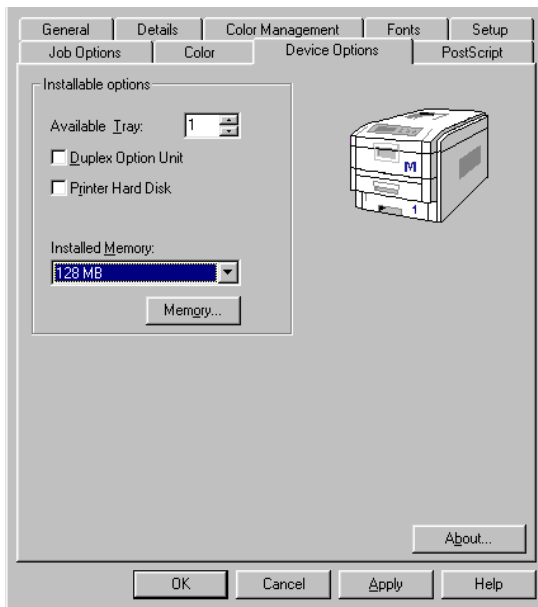 General Details Color Management Fonts Setup
Job Options Color Device Options PostScript
Installable options
Available Tray: 1
Duplex Option Unit
Printer Hard Disk
M
1
Installed Memory:
128 MB
Memory...
About...
OK Cancel Apply Help